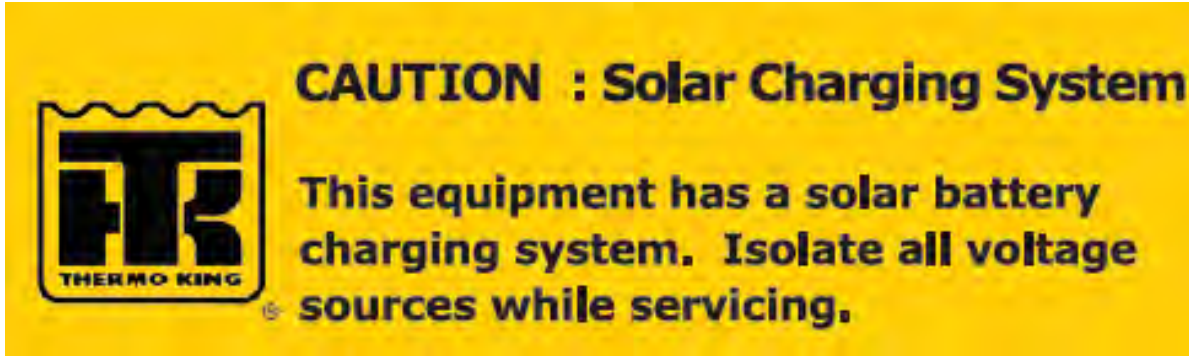 CAUTION : Solar Charging System
This equipment has a solar battery
charging system. Isolate all voltage
sources while servicing.
TK
THERMO KING
®